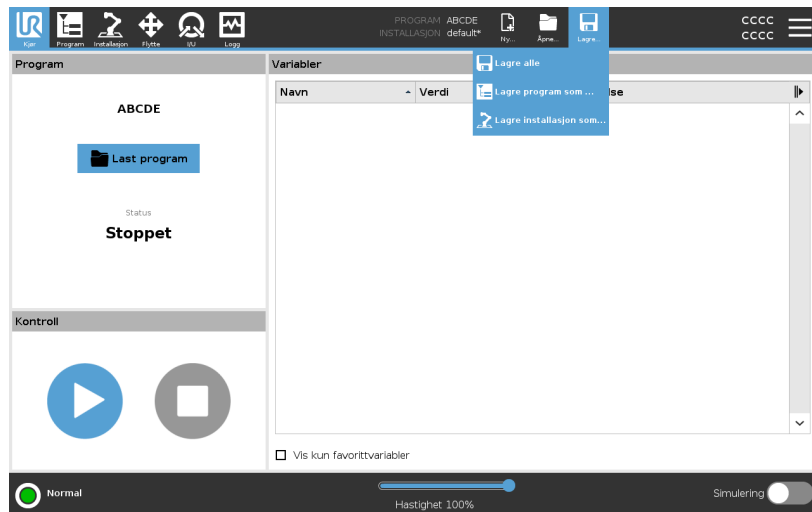 UR
PROGRAM ABCDE
INSTALLASJON default*
CCCC
CCCC
Kjør Program Installasjon Flytte I/U Logg Ny... Åpne... Lagre...
Program
Variabler
Lagre alle
Navn Verdi lse
Lagre program som ...
ABCDE
Lagre installasjon som...
Last program
Status
Stoppet
Kontroll
Vis kun favorittvariabler
Normal
Hastighet 100%
Simulering